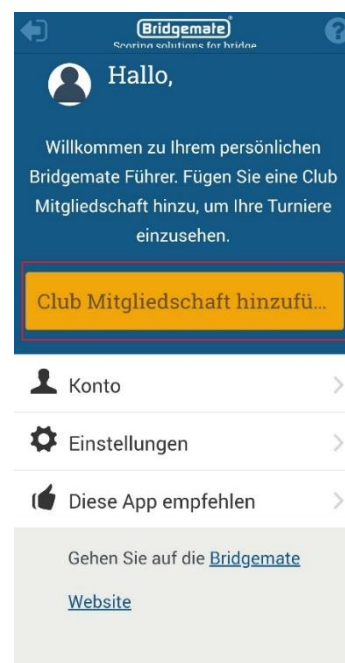 Bridgemate
Scoring solutions for bridge
?
Hallo,
Willkommen zu Ihrem persönlichen
Bridgemate Führer. Fügen Sie eine Club
Mitgliedschaft hinzu, um Ihre Turniere
einzusehen.
Club Mitgliedschaft hinzufü...
Konto
Einstellungen
Diese App empfehlen
Gehen Sie auf die Bridgemate
Website